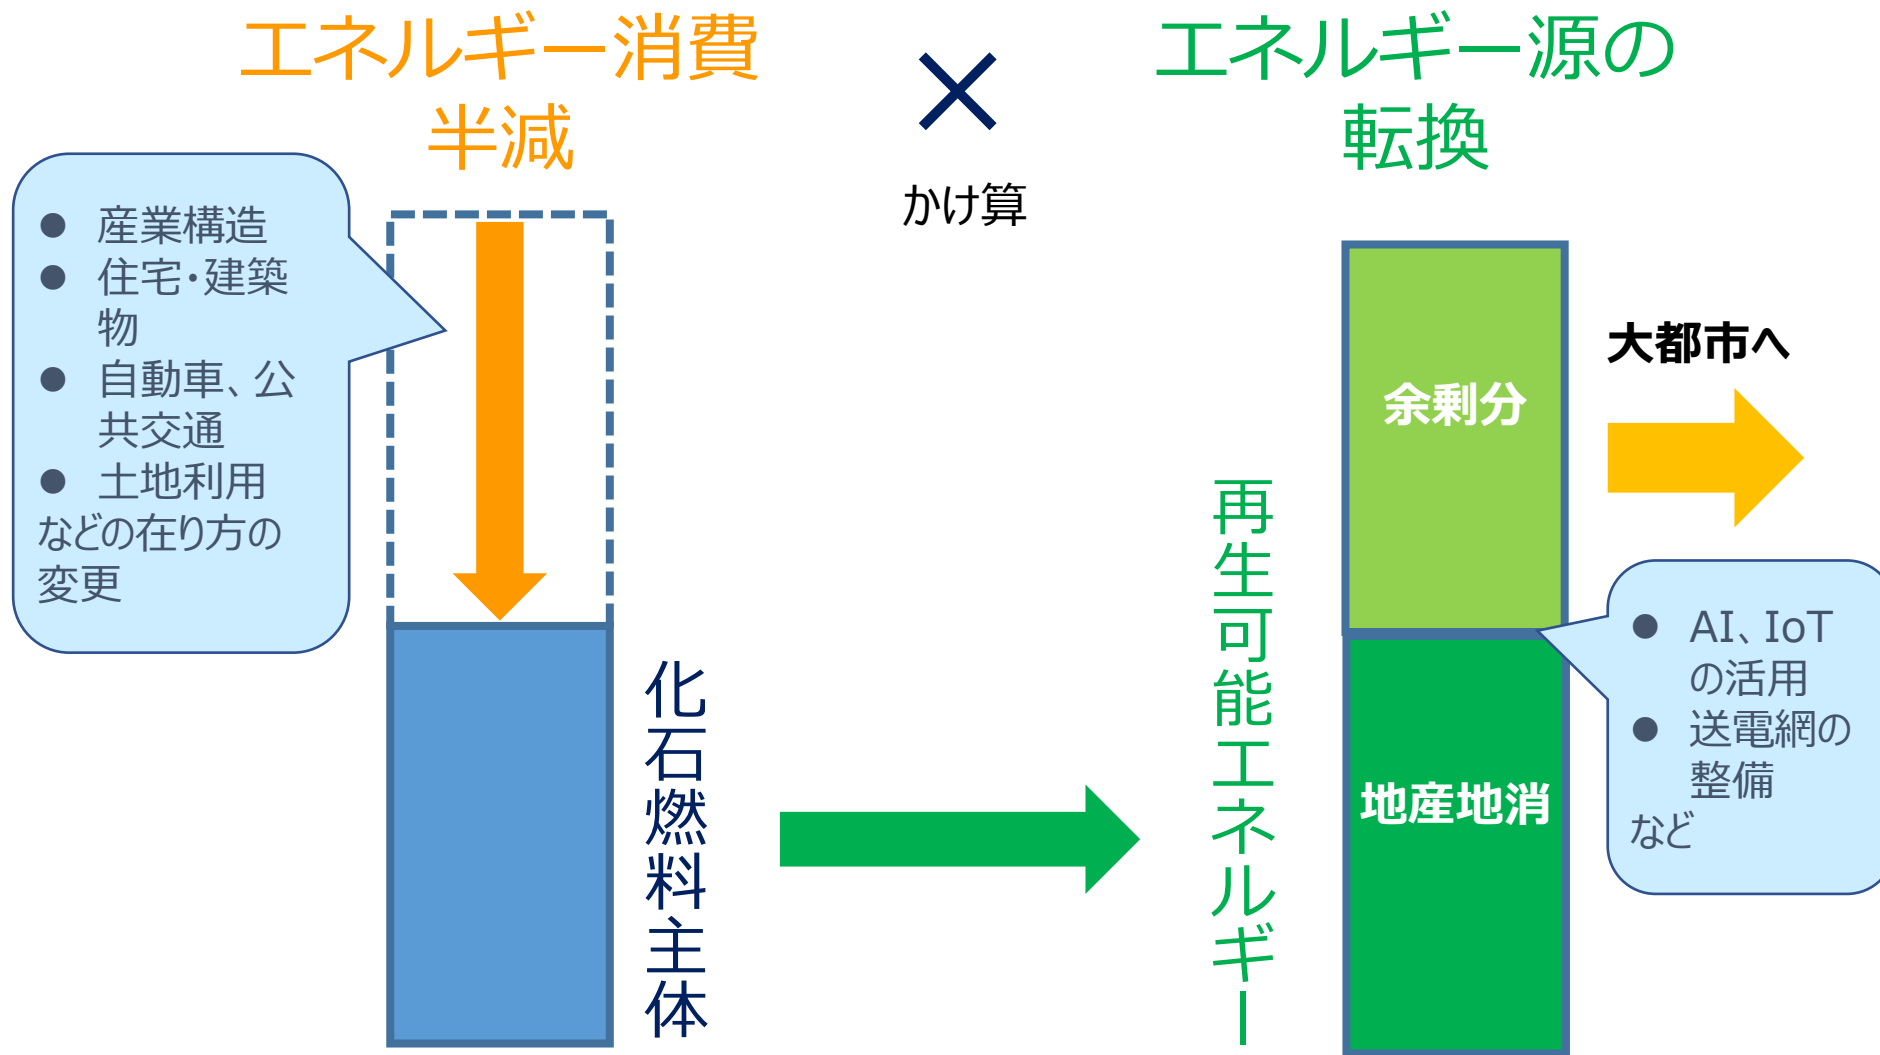 エネルギー消費
半減
×
かけ算
エネルギー源の
転換
● 産業構造
● 住宅・建築
物
● 自動車、公
共交通
● 土地利用
などの在り方の
変更
化石燃料主体
再生可能エネルギー
余剰分
地産地消
大都市へ
● AI、IoT
の活用
● 送電網の
整備
など